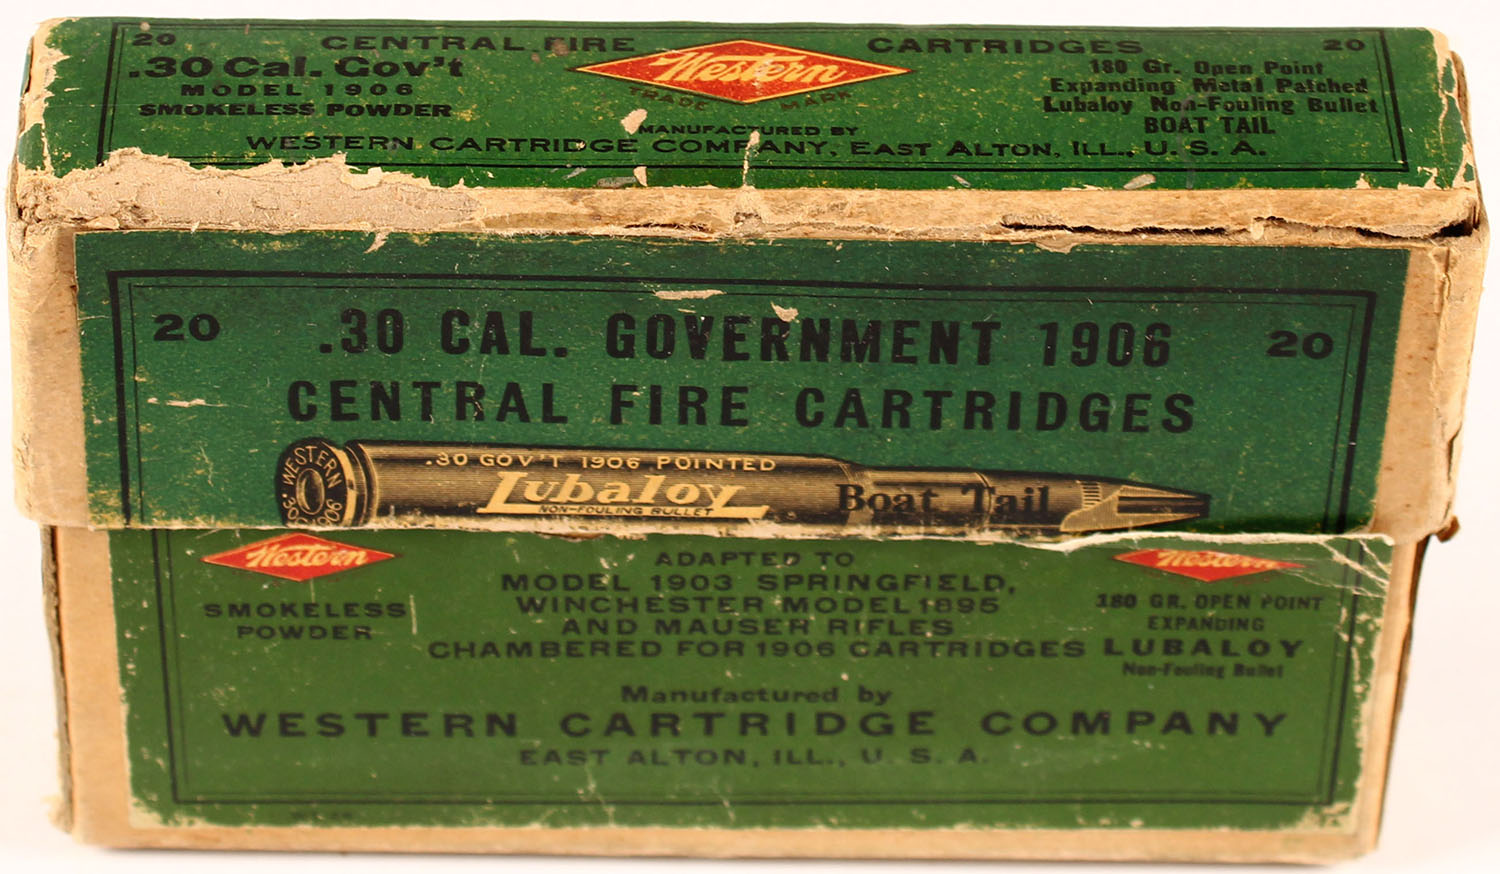 20 CENTRAL FIRE Western CARTRIDGES 20
.30 Cal. Gov't
MODEL 1906
SMOKELESS POWDER
TRADE MARK
180 Gr. Open Point
Expanding Metal Patched
Lubaloy Non-Fouling Bullet
BOAT TAIL
MANUFACTURED BY
WESTERN CARTRIDGE COMPANY, EAST ALTON, ILL., U. S. A.
20 .30 CAL. GOVERNMENT 1906 20
CENTRAL FIRE CARTRIDGES
WESTERN
1906
.30 GOV'T 1906 POINTED
Lubaloy
NON-FOULING BULLET
Boat Tail
Western
SMOKELESS
POWDER
ADAPTED TO
MODEL 1903 SPRINGFIELD,
WINCHESTER MODEL 1895
AND MAUSER RIFLES
CHAMBERED FOR 1906 CARTRIDGES
Western
180 GR. OPEN POINT
EXPANDING
LUBALOY
Non-Fouling Bullet
Manufactured by
WESTERN CARTRIDGE COMPANY
EAST ALTON, ILL., U. S. A.